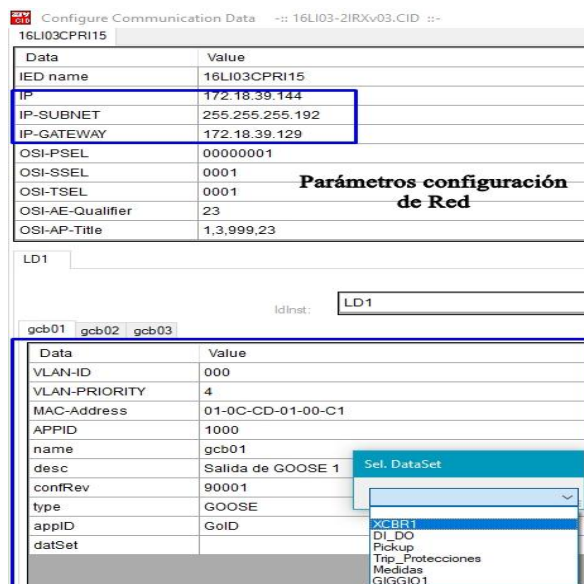 CID Configure Communication Data -:: 16LI03-2IRXv03.CID ::-
16LI03CPRI15
Data Value
IED name 16LI03CPRI15
IP 172.18.39.144
IP-SUBNET 255.255.255.192
IP-GATEWAY 172.18.39.129
OSI-PSEL 00000001
OSI-SSEL 0001
OSI-TSEL 0001
OSI-AE-Qualifier 23
OSI-AP-Title 1,3,999,23
Parámetros configuración
de Red
LD1
IdInst: LD1
gcb01 gcb02 gcb03
Data Value
VLAN-ID 000
VLAN-PRIORITY 4
MAC-Address 01-0C-CD-01-00-C1
APPID 1000
name gcb01
desc Salida de GOOSE 1
confRev 90001
type GOOSE
appID GoID
datSet
Sel. DataSet
XCBR1
DI_DO
Pickup
Trip_Protecciones
Medidas
GIGGIO1